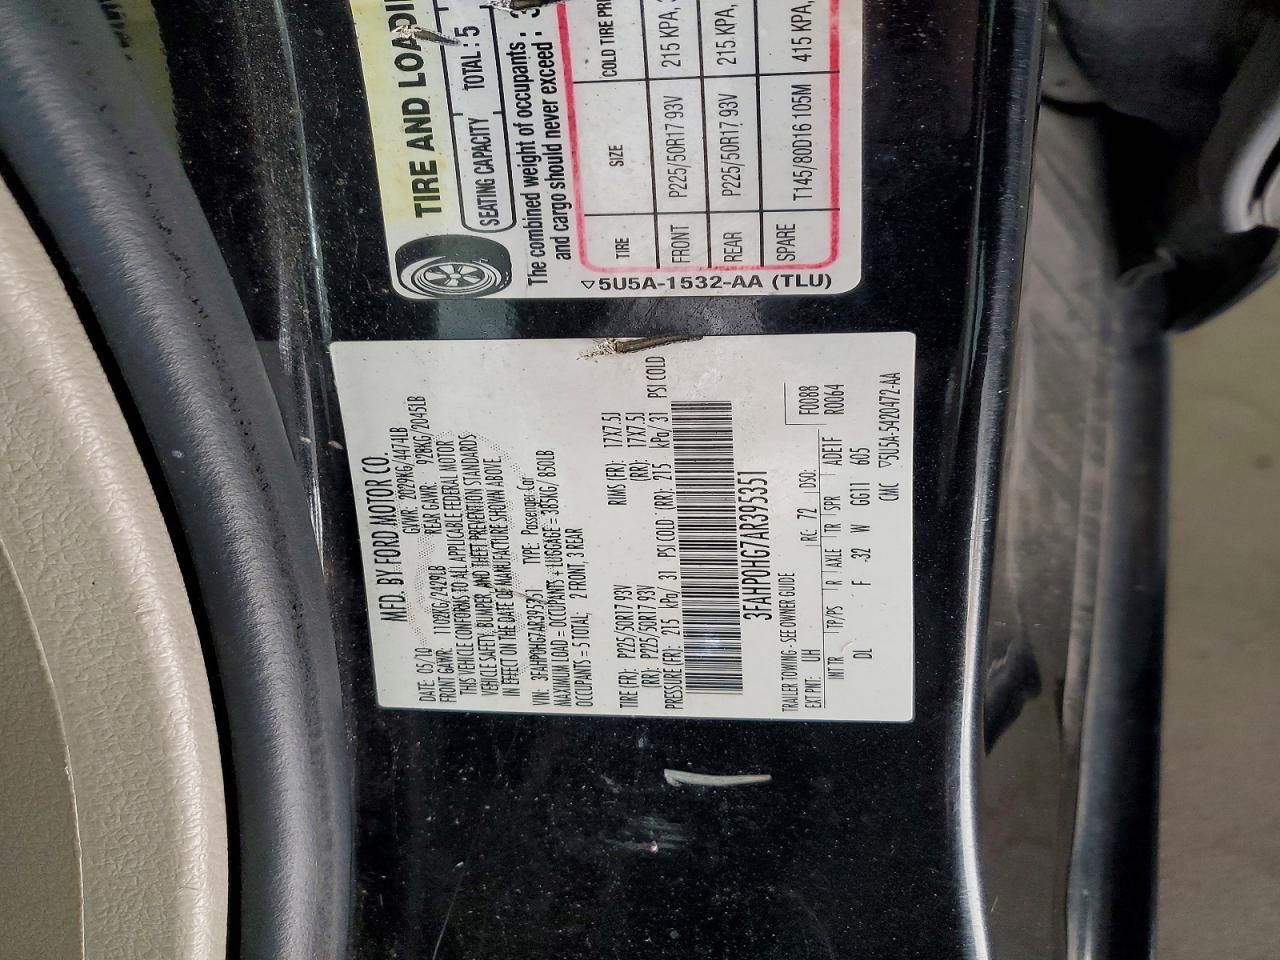 TIRE AND LOADI
SEATING CAPACITY TOTAL: 5
The combined weight of occupants
and cargo should never exceed : 3
TIRE SIZE COLD TIRE PR
FRONT P225/50R17 93V 215 KPA,
REAR P225/50R17 93V 215 KPA,
SPARE T145/80D16 105M 415 KPA,
5U5A-1532-AA (TLU)
MFD. BY FORD MOTOR CO.
DATE: 05/10 GVWR: 2029KG/4474LB
FRONT GAWR: 1102KG/2429LB REAR GAWR: 928KG/2045LB
THIS VEHICLE CONFORMS TO ALL APPLICABLE FEDERAL MOTOR
VEHICLE SAFETY, BUMPER, AND THEFT PREVENTION STANDARDS
IN EFFECT ON THE DATE OF MANUFACTURE SHOWN ABOVE.
VIN: 3FAHP0HG7AR395351 TYPE: Passenger Car
MAXIMUM LOAD = OCCUPANTS + LUGGAGE = 385KG/850LB
OCCUPANTS = 5 TOTAL; 2 FRONT, 3 REAR
TIRE (FR): P225/50R17 93V RIMS (FR): 17X7.5J
(RR): P225/50R17 93V (RR): 17X7.5J
PRESSURE (FR): 215 kPa/ 31 PSI COLD (RR): 215 kPa/ 31 PSI COLD
3FAHP0HG7AR395351
TRAILER TOWING - SEE OWNER GUIDE
EXT PNT: UH RC: 72 DSO: F0088
INT TR TP/PS R AXLE TR SPR ADETF R0064
DL F 32 W GG11 605
CMC 5U5A-5420472-AA